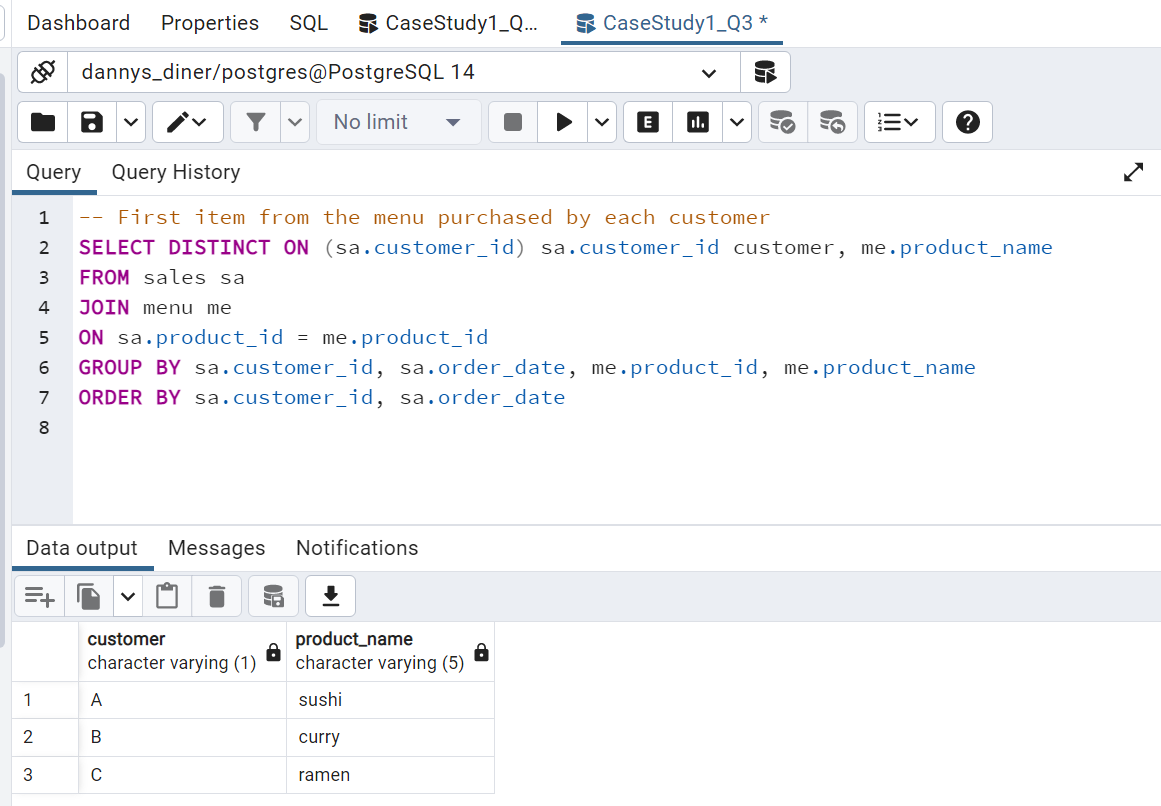 Dashboard Properties SQL CaseStudy1_Q... CaseStudy1_Q3 *
dannys_diner/postgres@PostgreSQL 14
No limit E
Query Query History
1 -- First item from the menu purchased by each customer
2 SELECT DISTINCT ON (sa.customer_id) sa.customer_id customer, me.product_name
3 FROM sales sa
4 JOIN menu me
5 ON sa.product_id = me.product_id
6 GROUP BY sa.customer_id, sa.order_date, me.product_id, me.product_name
7 ORDER BY sa.customer_id, sa.order_date
8
Data output Messages Notifications
customer product_name
character varying (1) character varying (5)
1 A sushi
2 B curry
3 C ramen